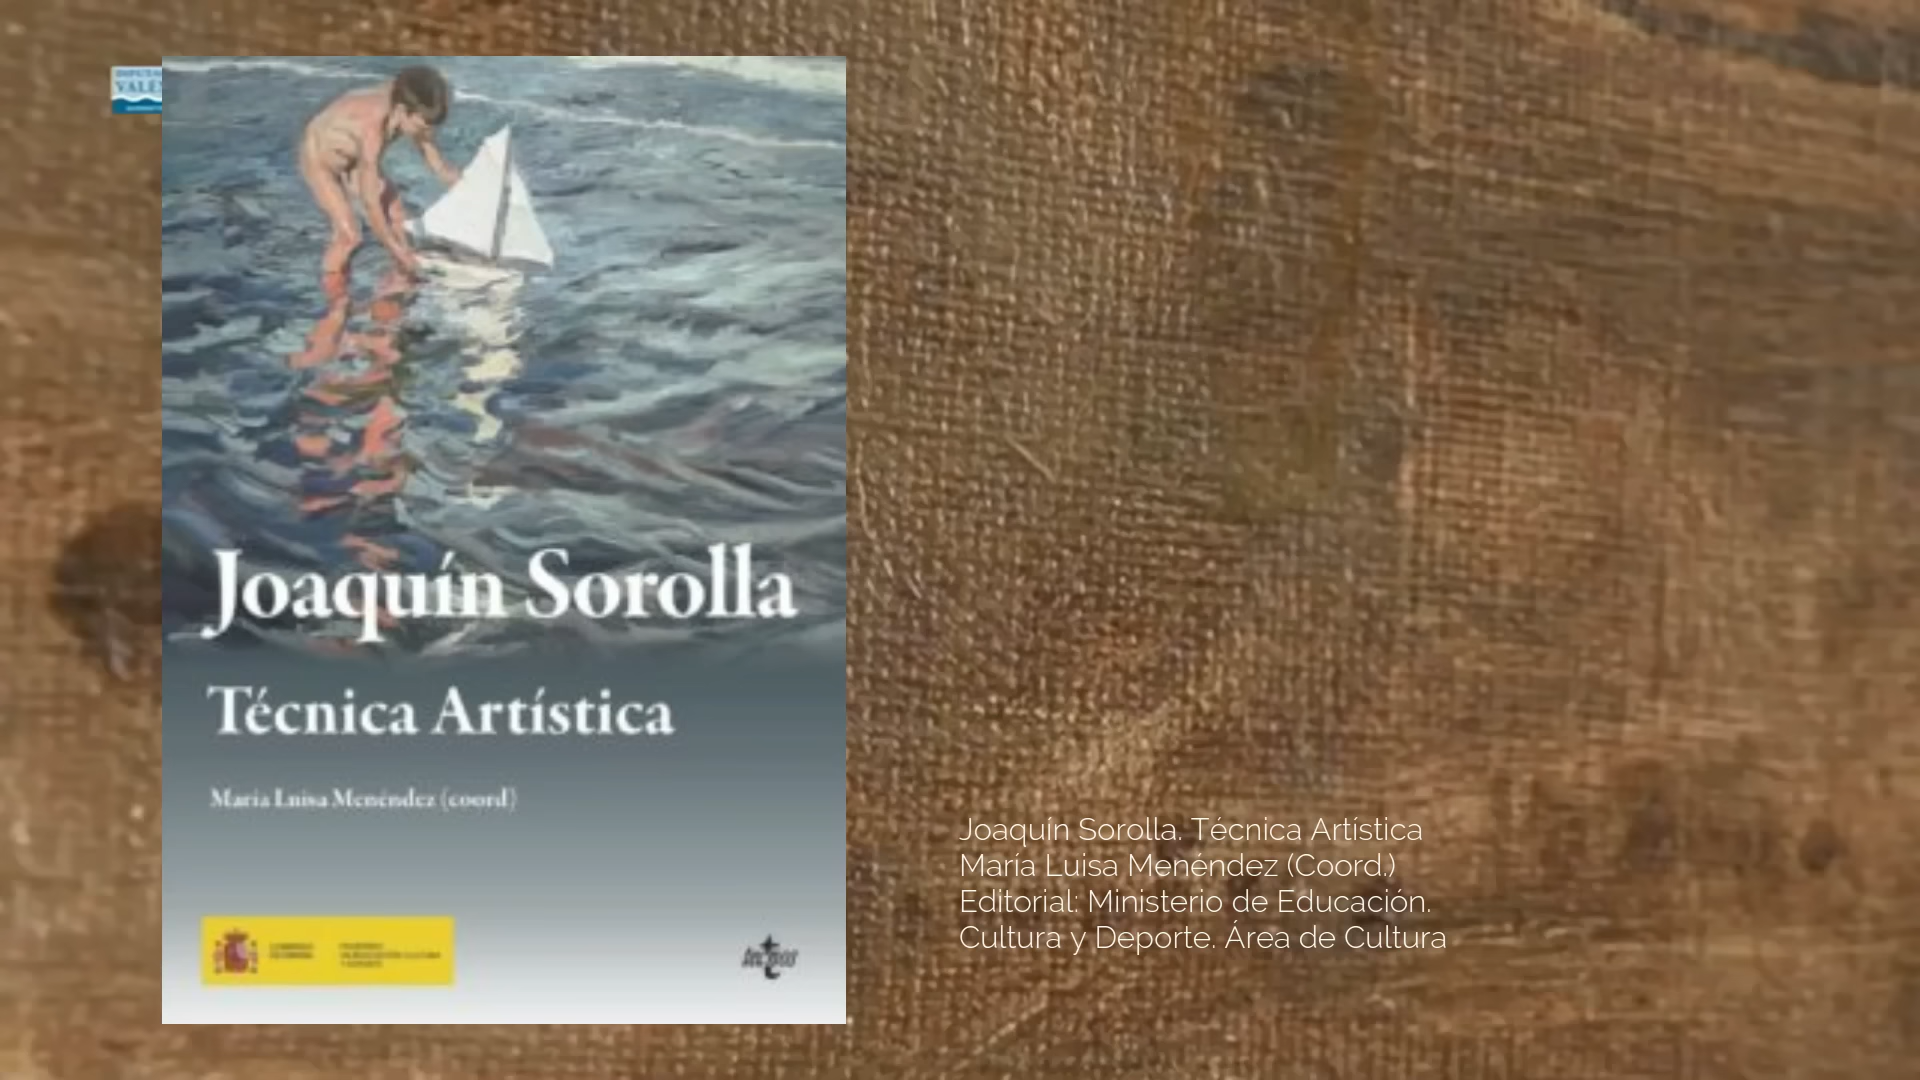 Joaquín Sorolla
Técnica Artística
María Luisa Menéndez (coord)
tecnos
Joaquín Sorolla. Técnica Artística
María Luisa Menéndez (Coord.)
Editorial: Ministerio de Educación.
Cultura y Deporte. Área de Cultura